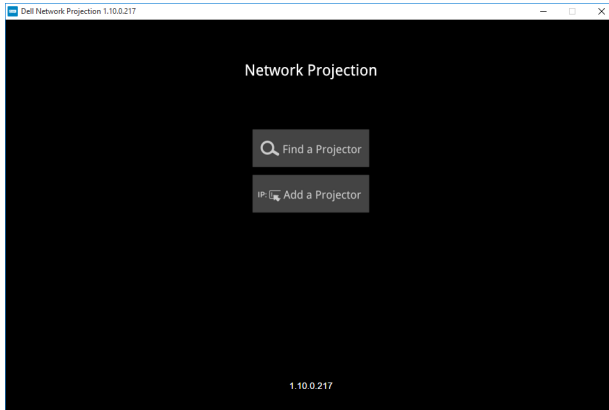 Dell Network Projection 1.10.0.217
Network Projection
Find a Projector
IP: Add a Projector
1.10.0.217